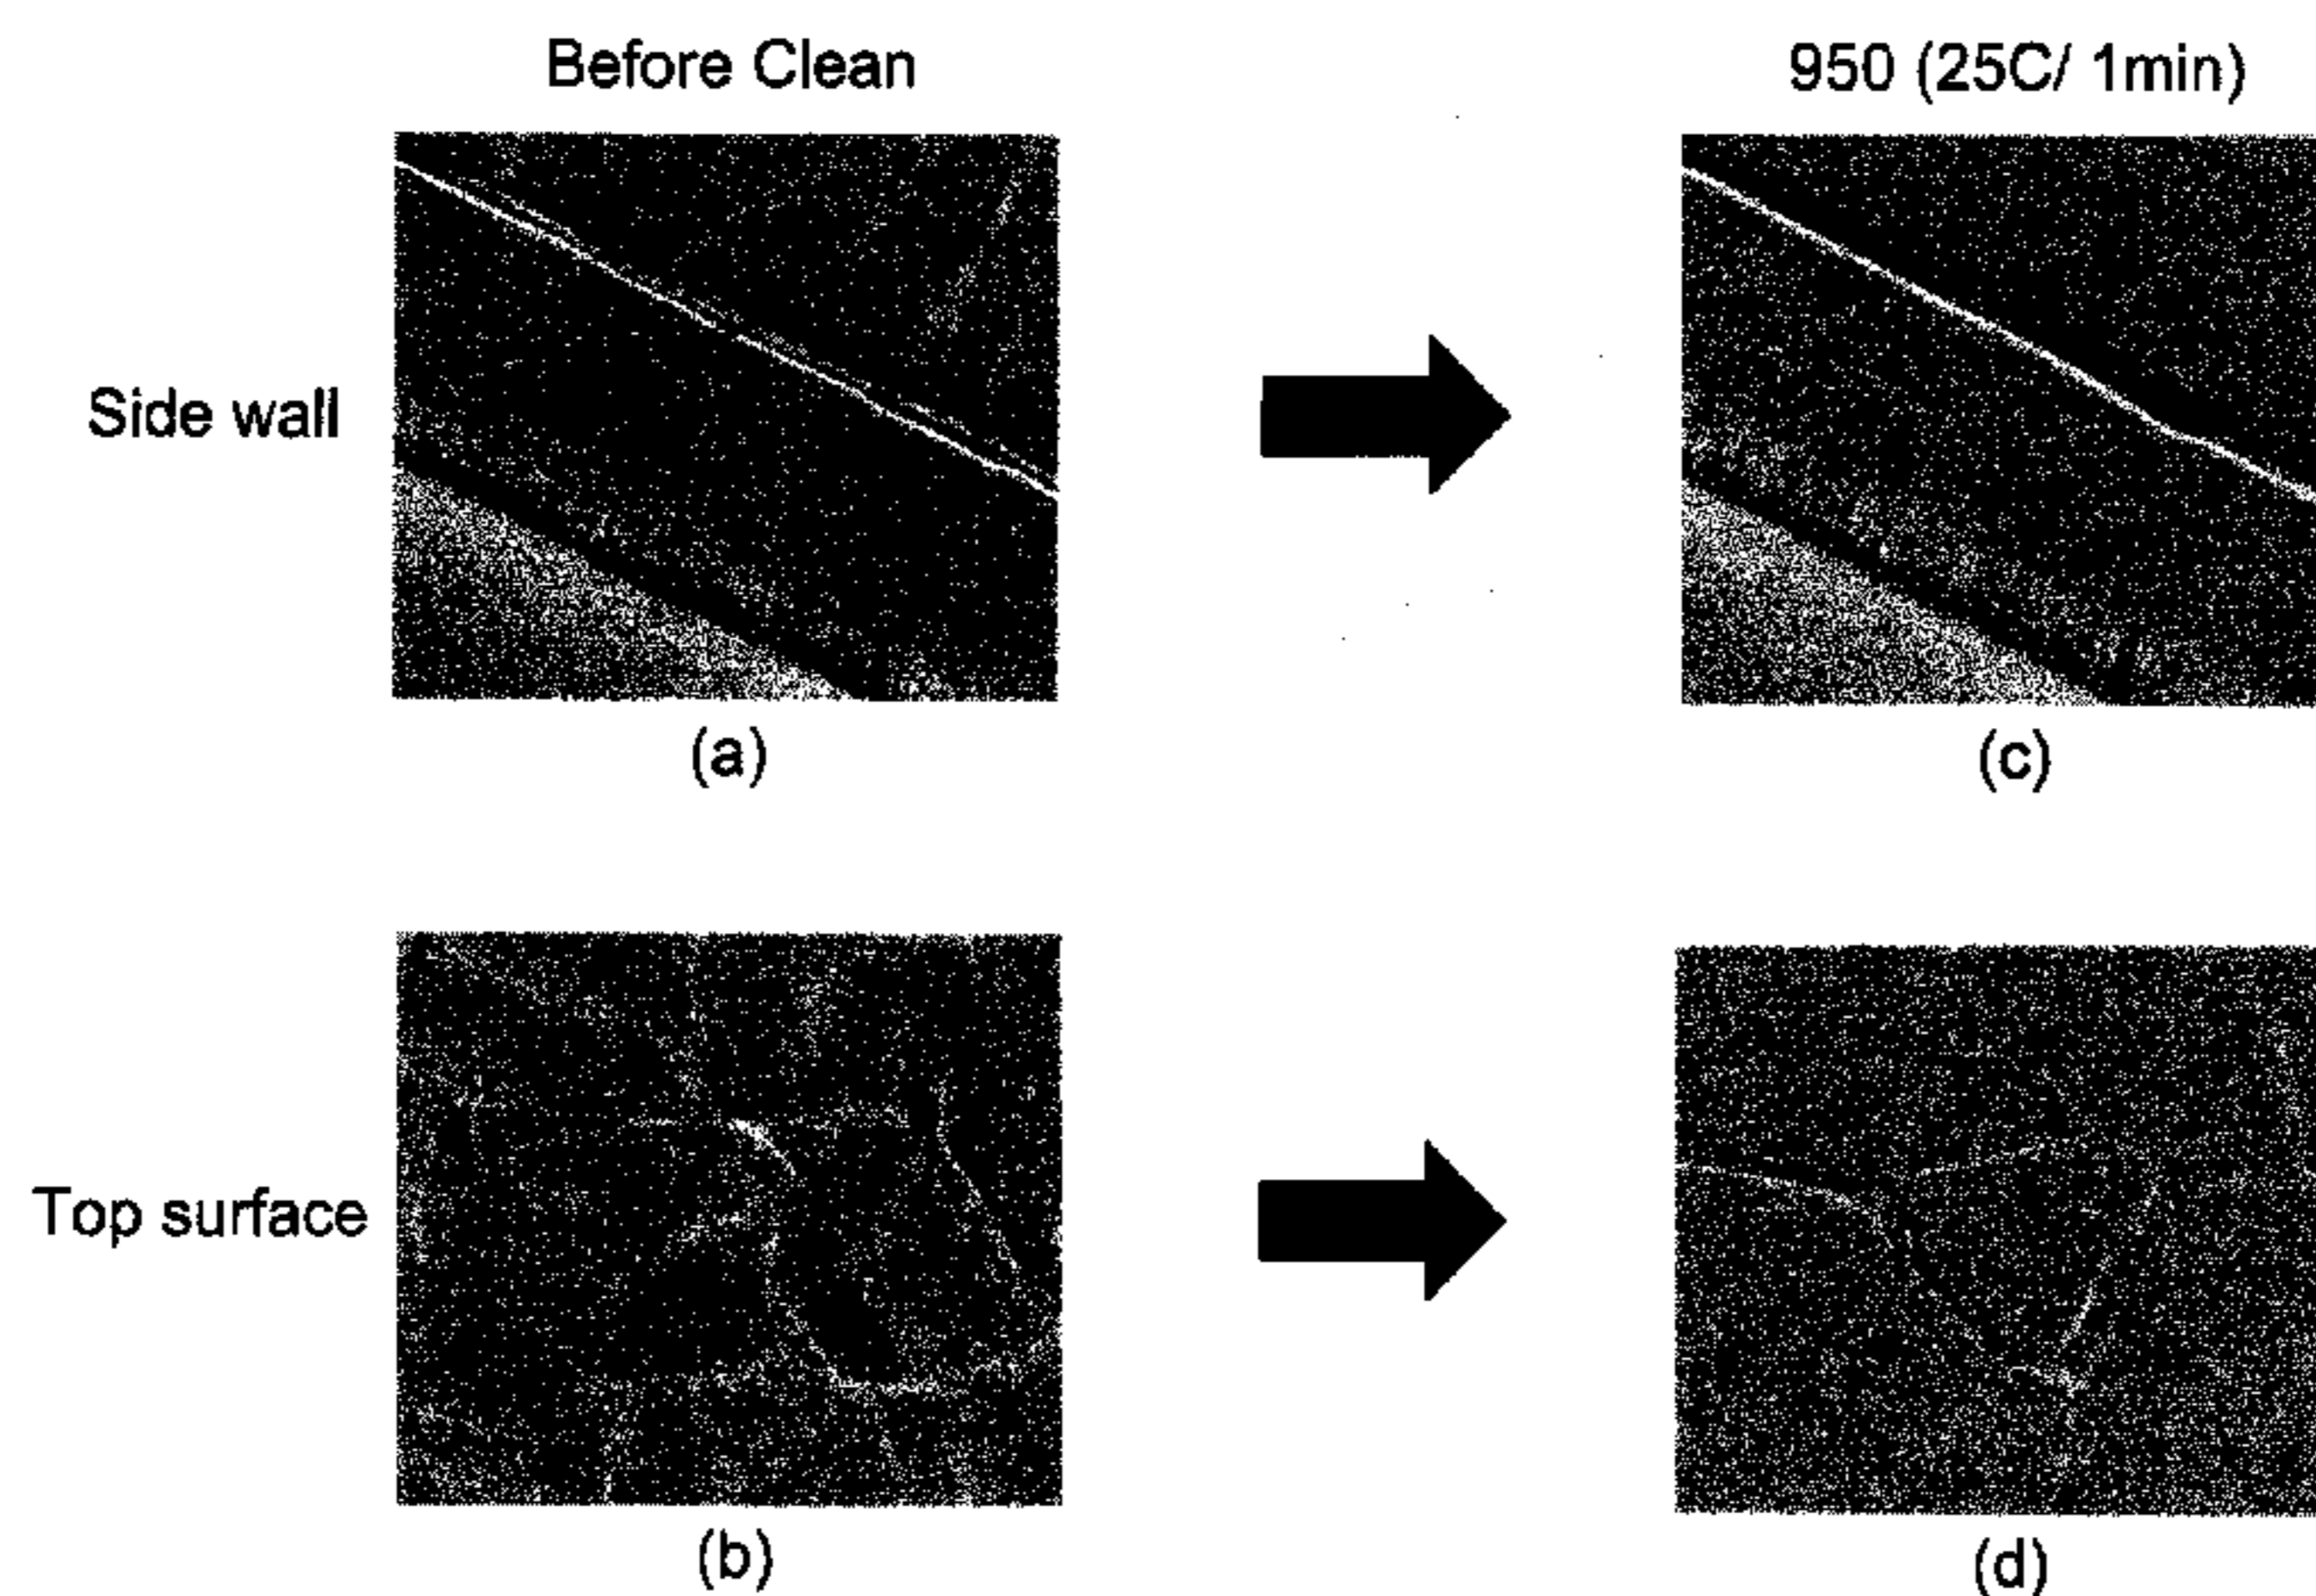 Before Clean
950 (25C/ 1min)
Side wall
(a)
(c)
Top surface
(b)
(d)